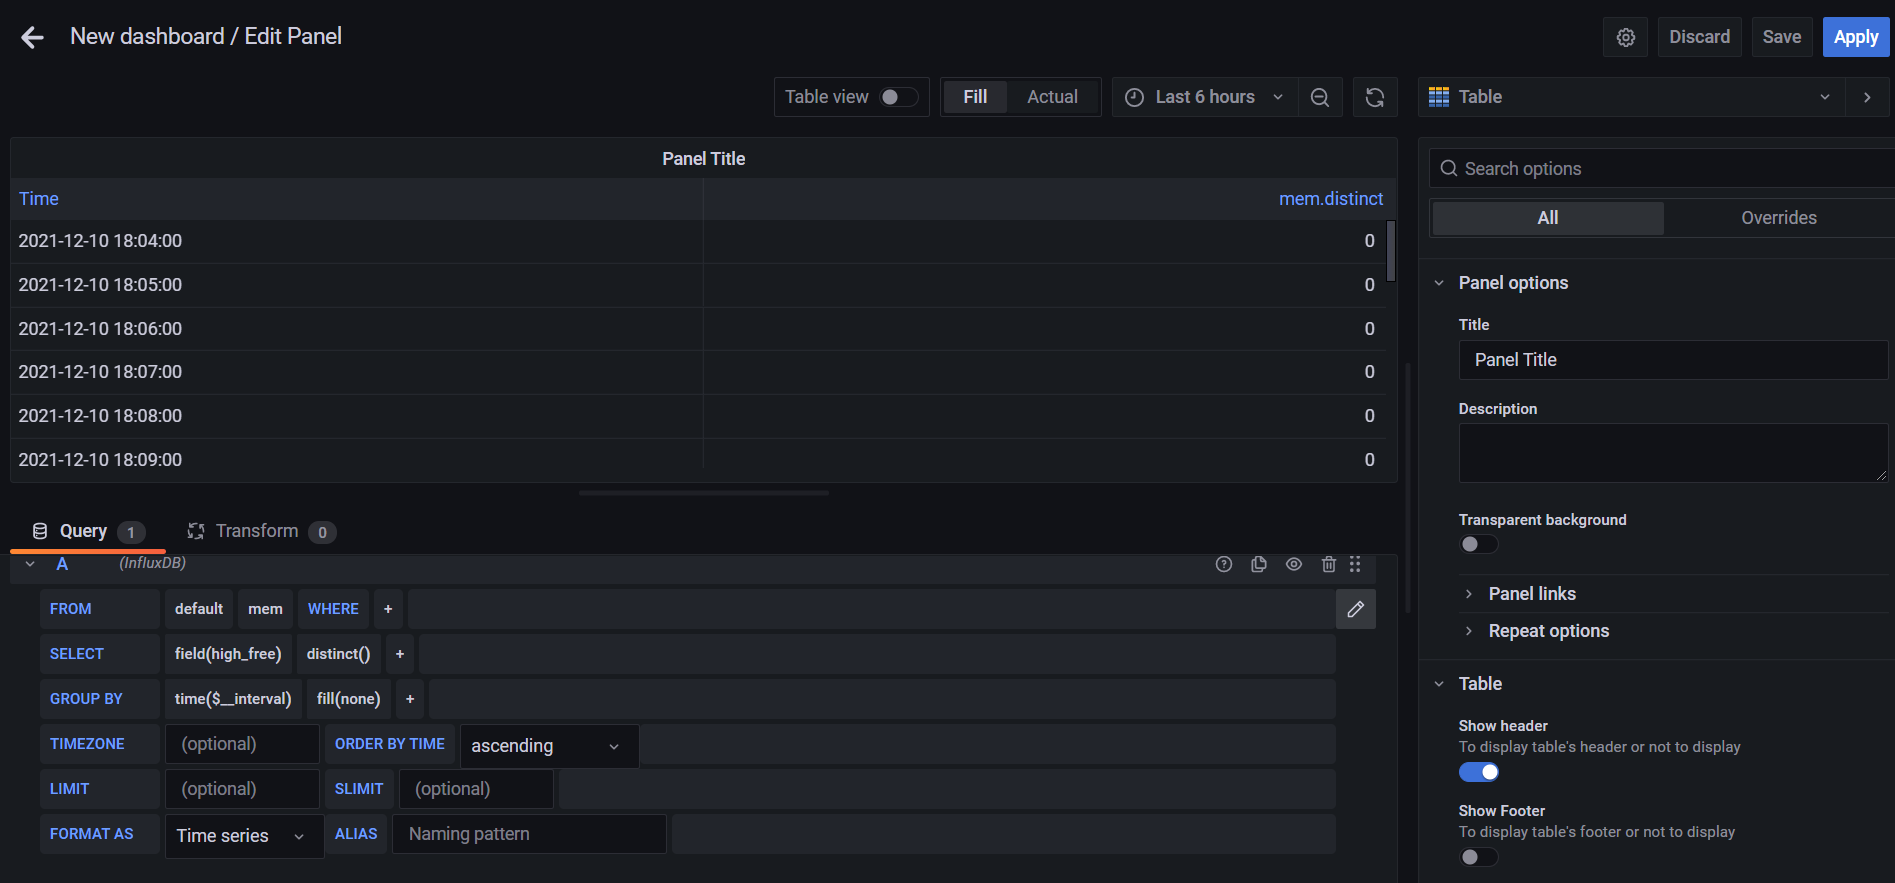 New dashboard / Edit Panel
Discard
Save
Apply
Table view
Fill
Actual
Last 6 hours
Table
Panel Title
Time
mem.distinct
2021-12-10 18:04:00 0
2021-12-10 18:05:00 0
2021-12-10 18:06:00 0
2021-12-10 18:07:00 0
2021-12-10 18:08:00 0
2021-12-10 18:09:00 0
Query 1
Transform 0
A (InfluxDB)
FROM default mem WHERE +
SELECT field(high_free) distinct() +
GROUP BY time($__interval) fill(none) +
TIMEZONE (optional) ORDER BY TIME ascending
LIMIT (optional) SLIMIT (optional)
FORMAT AS Time series ALIAS Naming pattern
Search options
All
Overrides
Panel options
Title
Panel Title
Description
Transparent background
Panel links
Repeat options
Table
Show header
To display table's header or not to display
Show Footer
To display table's footer or not to display